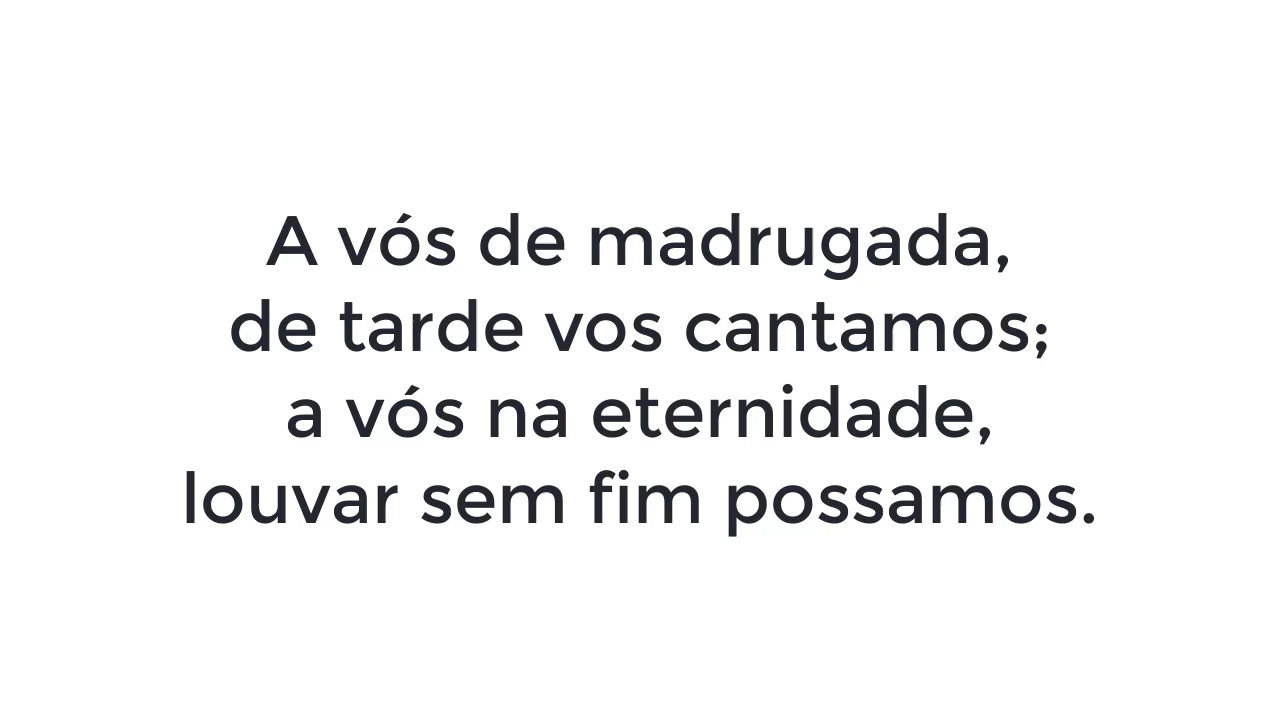 A vós de madrugada,
de tarde vos cantamos;
a vós na eternidade,
louvar sem fim possamos.